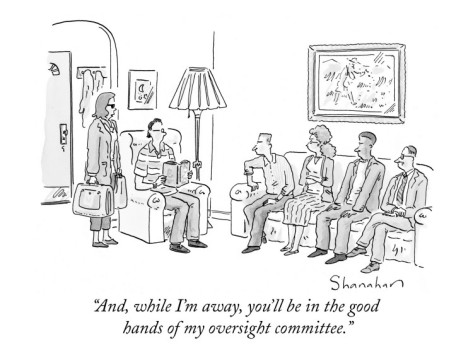 Shanahan
“And, while I’m away, you’ll be in the good
hands of my oversight committee.”